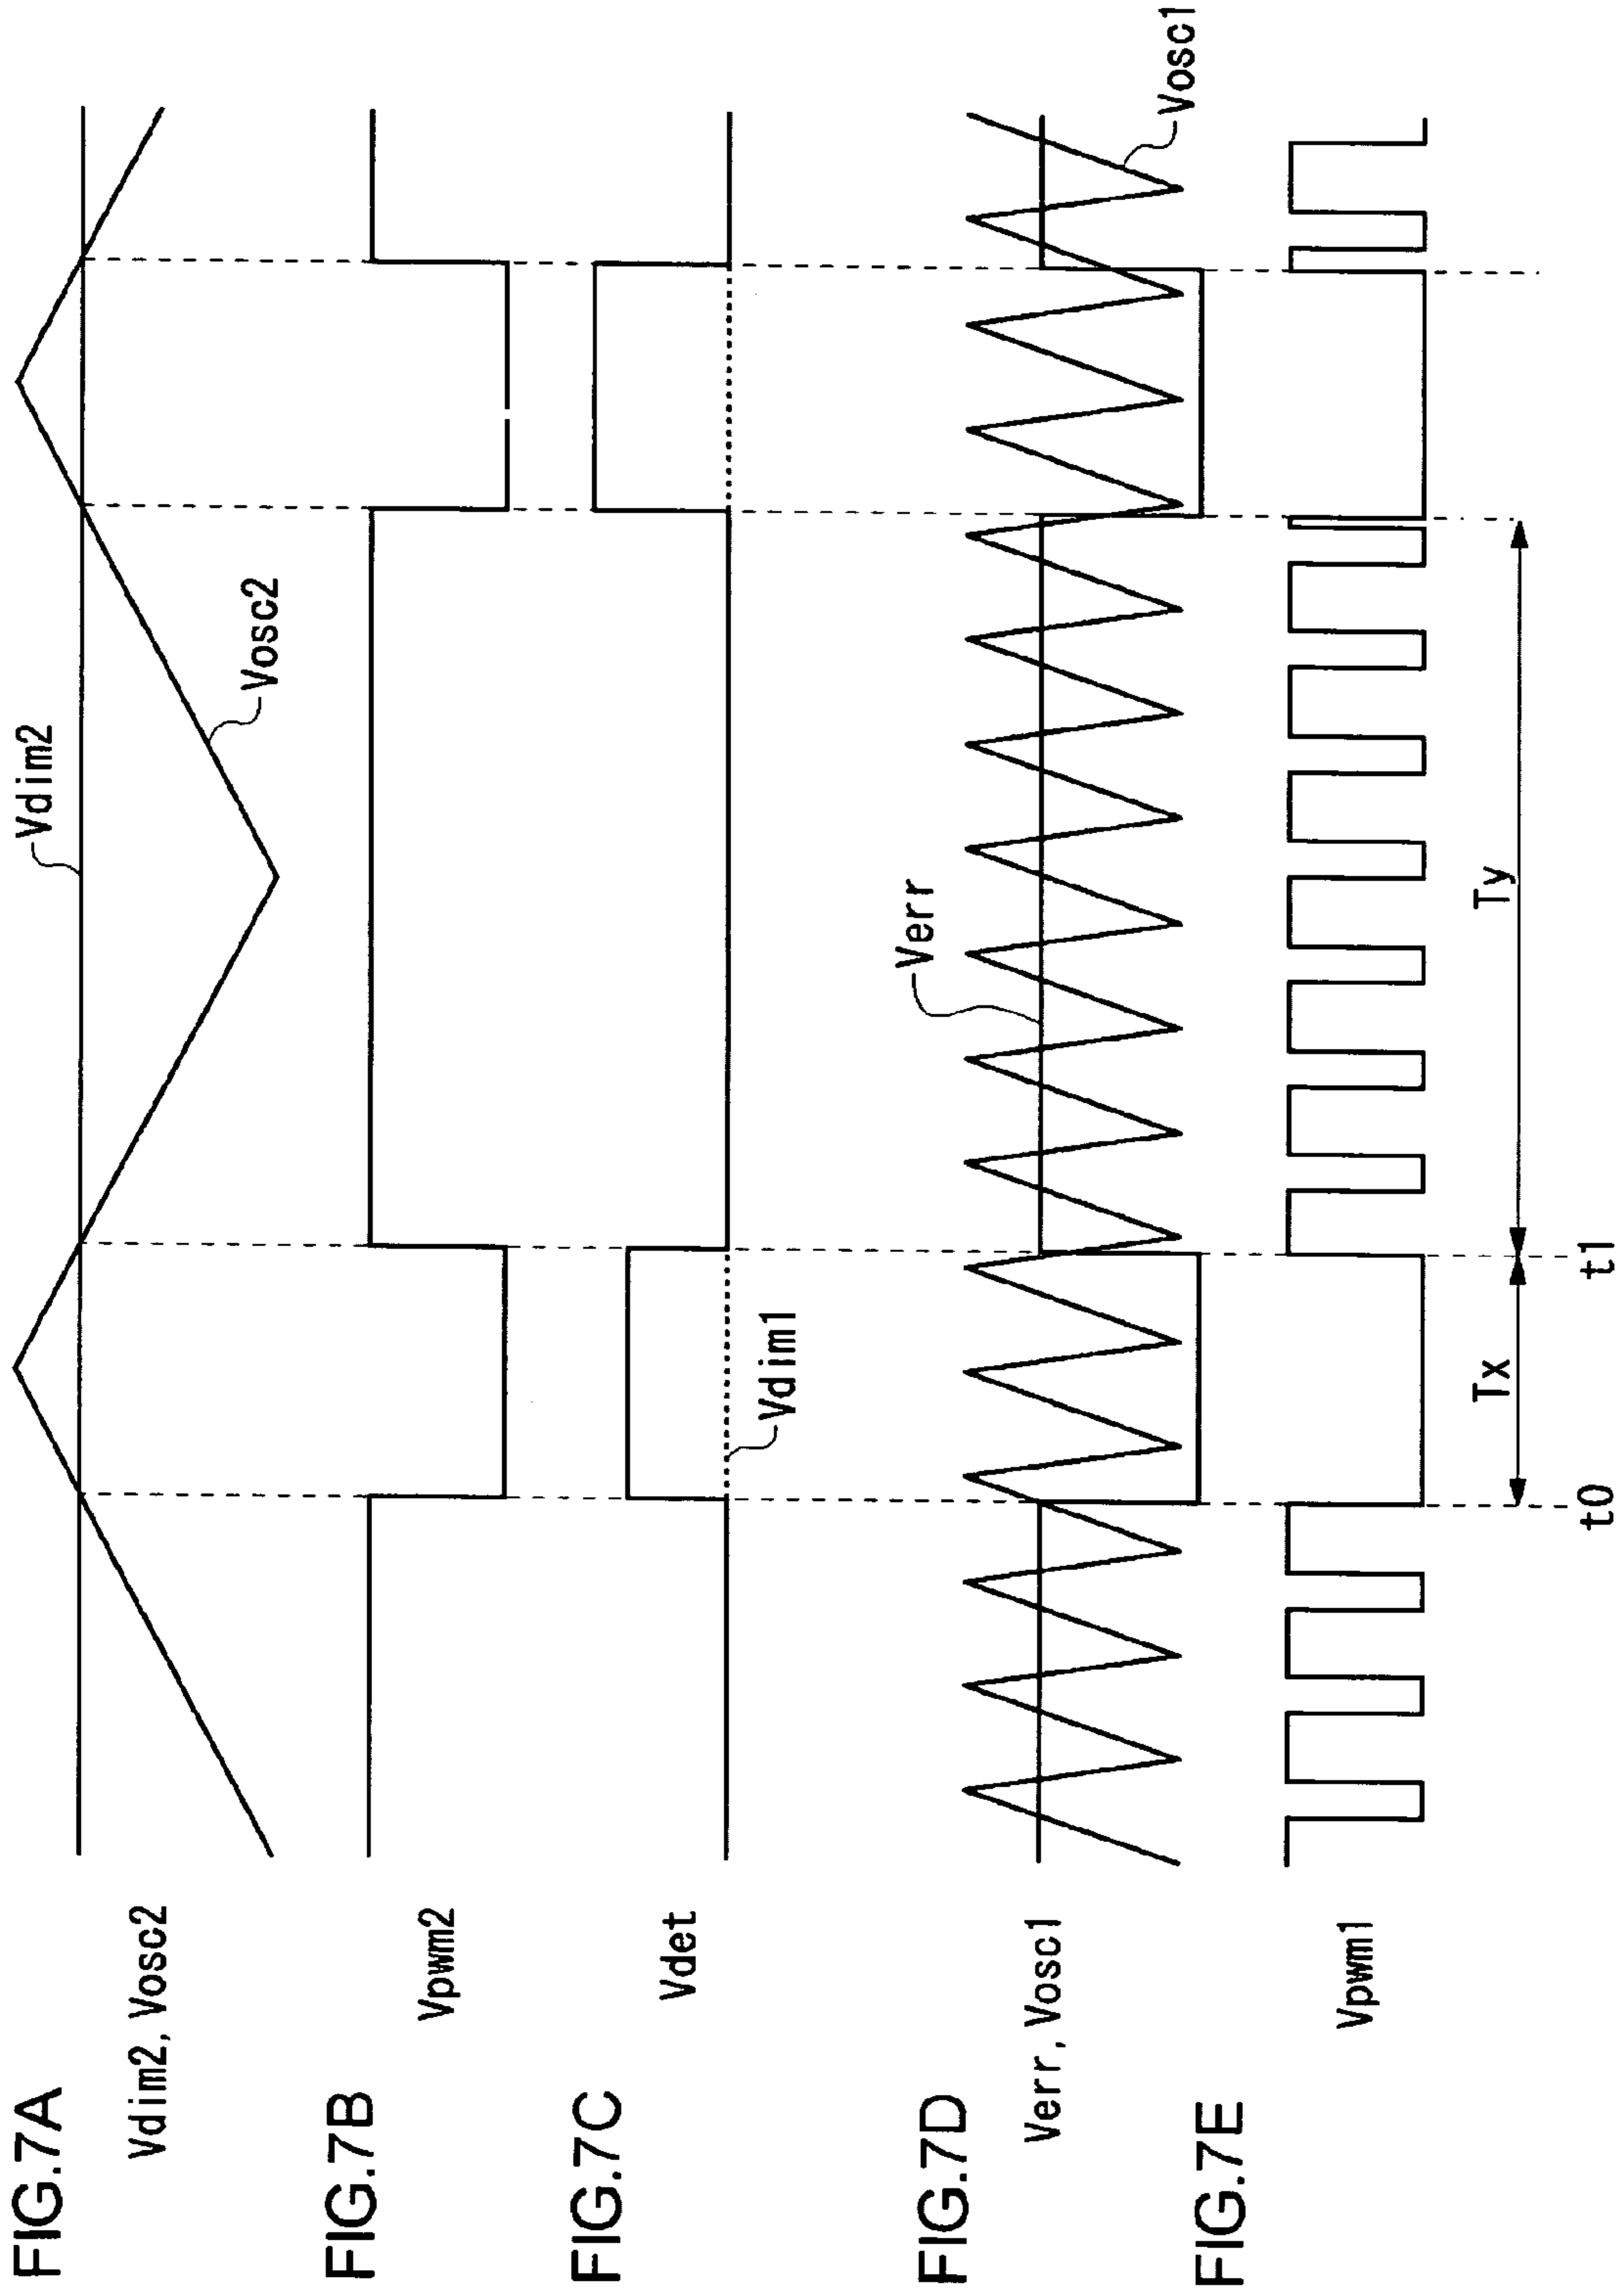 FIG.7A
Vdim2, Vosc2
Vdim2
Vosc2
FIG.7B
Vpwm2
FIG.7C
Vdet
Vdim1
FIG.7D
Verr, Vosc1
Verr
Vosc1
FIG.7E
Vpwm1
Tx
Ty
t0
t1